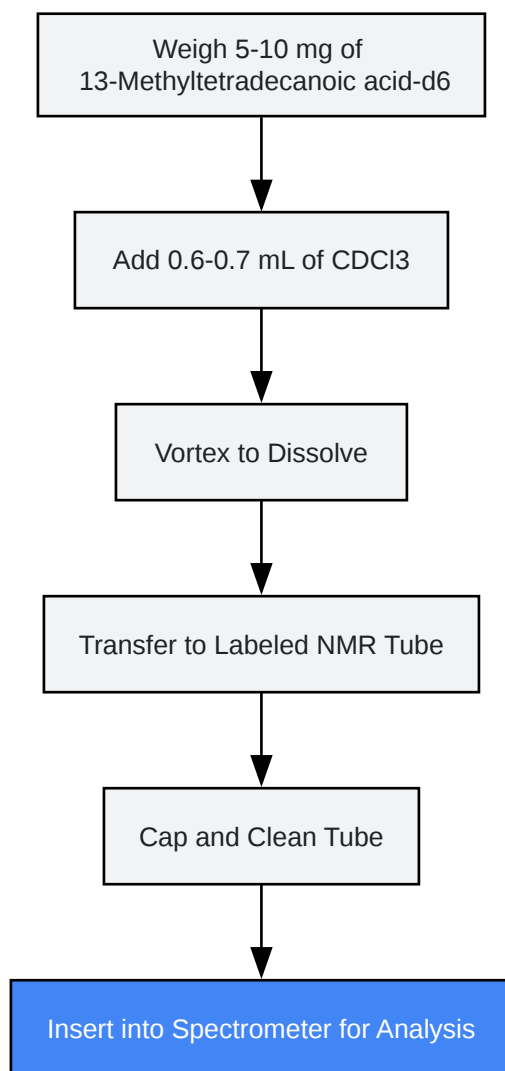 Weigh 5-10 mg of
13-Methyltetradecanoic acid-d6
Add 0.6-0.7 mL of CDCl3
Vortex to Dissolve
Transfer to Labeled NMR Tube
Cap and Clean Tube
Insert into Spectrometer for Analysis